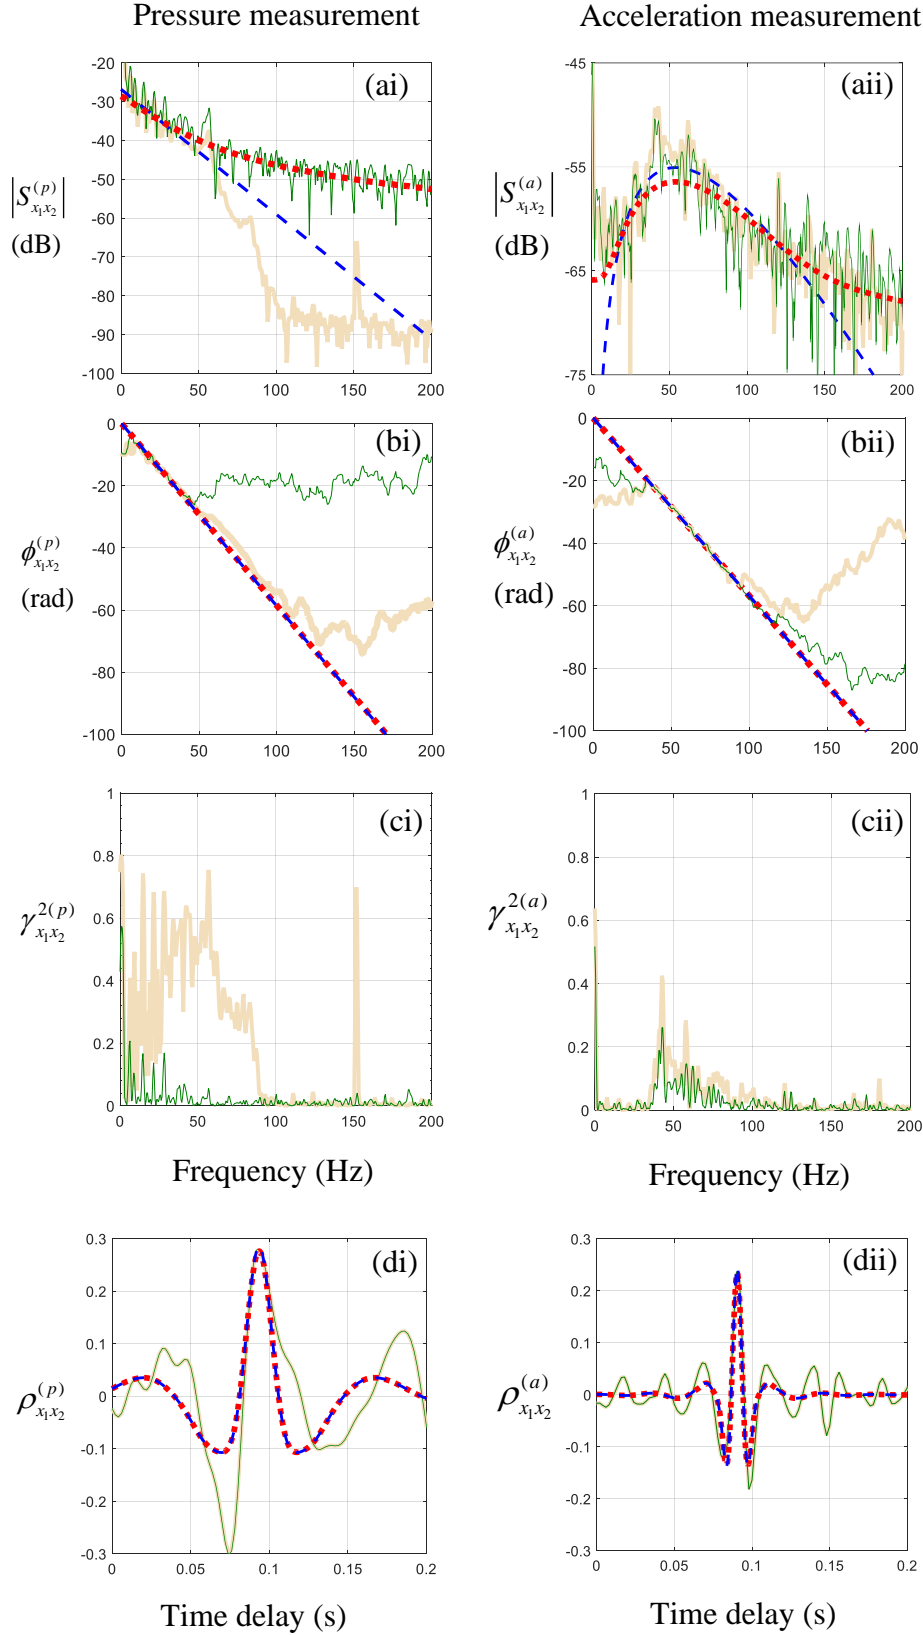 Pressure measurement Acceleration measurement
(ai)
-20
-30
-40
-50
-60
-70
-80
-90
-100
0 50 100 150 200
|S_{x_1x_2}^{(p)}|
(dB)
(aii)
-45
-55
-65
-75
0 50 100 150 200
|S_{x_1x_2}^{(a)}|
(dB)
(bi)
0
-20
-40
-60
-80
-100
0 50 100 150 200
ϕ_{x_1x_2}^{(p)}
(rad)
(bii)
0
-20
-40
-60
-80
-100
0 50 100 150 200
ϕ_{x_1x_2}^{(a)}
(rad)
(ci)
1
0.8
0.6
0.4
0.2
0
0 50 100 150 200
γ_{x_1x_2}^{2(p)}
Frequency (Hz)
(cii)
1
0.8
0.6
0.4
0.2
0
0 50 100 150 200
γ_{x_1x_2}^{2(a)}
Frequency (Hz)
(di)
0.3
0.2
0.1
0
-0.1
-0.2
-0.3
0 0.05 0.1 0.15 0.2
ρ_{x_1x_2}^{(p)}
Time delay (s)
(dii)
0.3
0.2
0.1
0
-0.1
-0.2
-0.3
0 0.05 0.1 0.15 0.2
ρ_{x_1x_2}^{(a)}
Time delay (s)